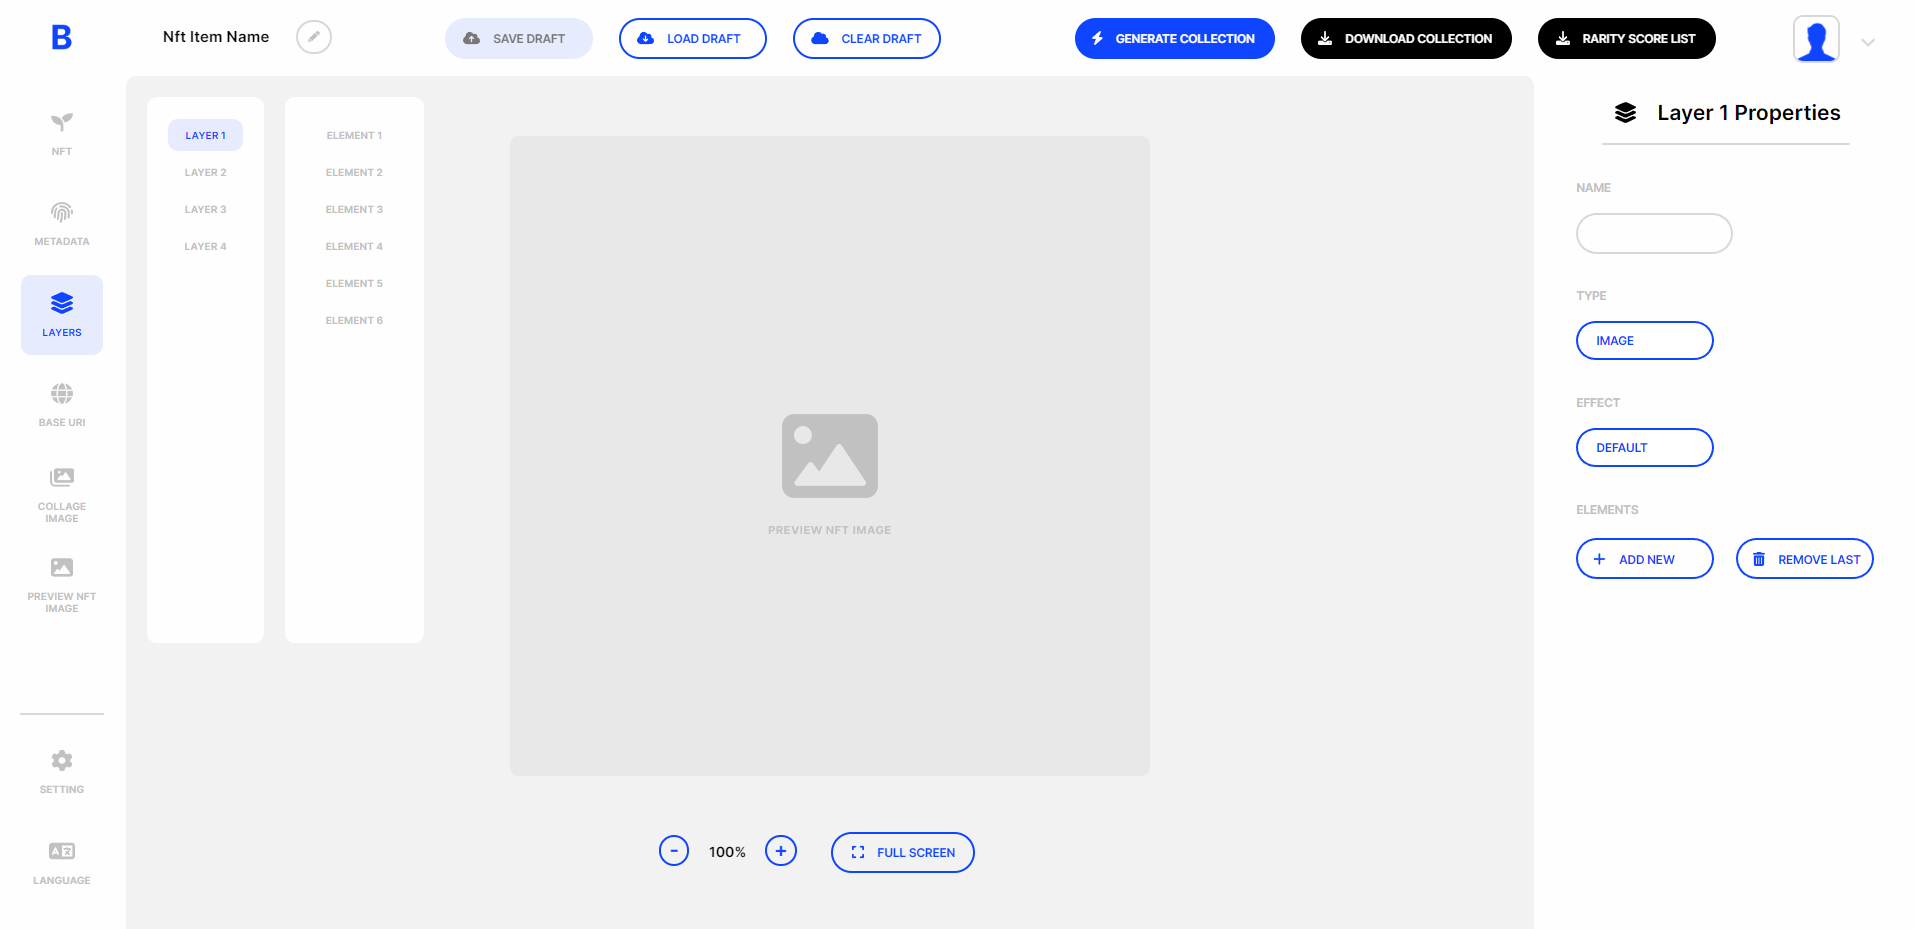 B
Nft Item Name
SAVE DRAFT
LOAD DRAFT
CLEAR DRAFT
GENERATE COLLECTION
DOWNLOAD COLLECTION
RARITY SCORE LIST
NFT
METADATA
LAYERS
BASE URI
COLLAGE
IMAGE
PREVIEW NFT
IMAGE
SETTING
A
LANGUAGE
LAYER 1
LAYER 2
LAYER 3
LAYER 4
ELEMENT 1
ELEMENT 2
ELEMENT 3
ELEMENT 4
ELEMENT 5
ELEMENT 6
PREVIEW NFT IMAGE
- 100% +
FULL SCREEN
Layer 1 Properties
NAME
TYPE
IMAGE
EFFECT
DEFAULT
ELEMENTS
+ ADD NEW
REMOVE LAST